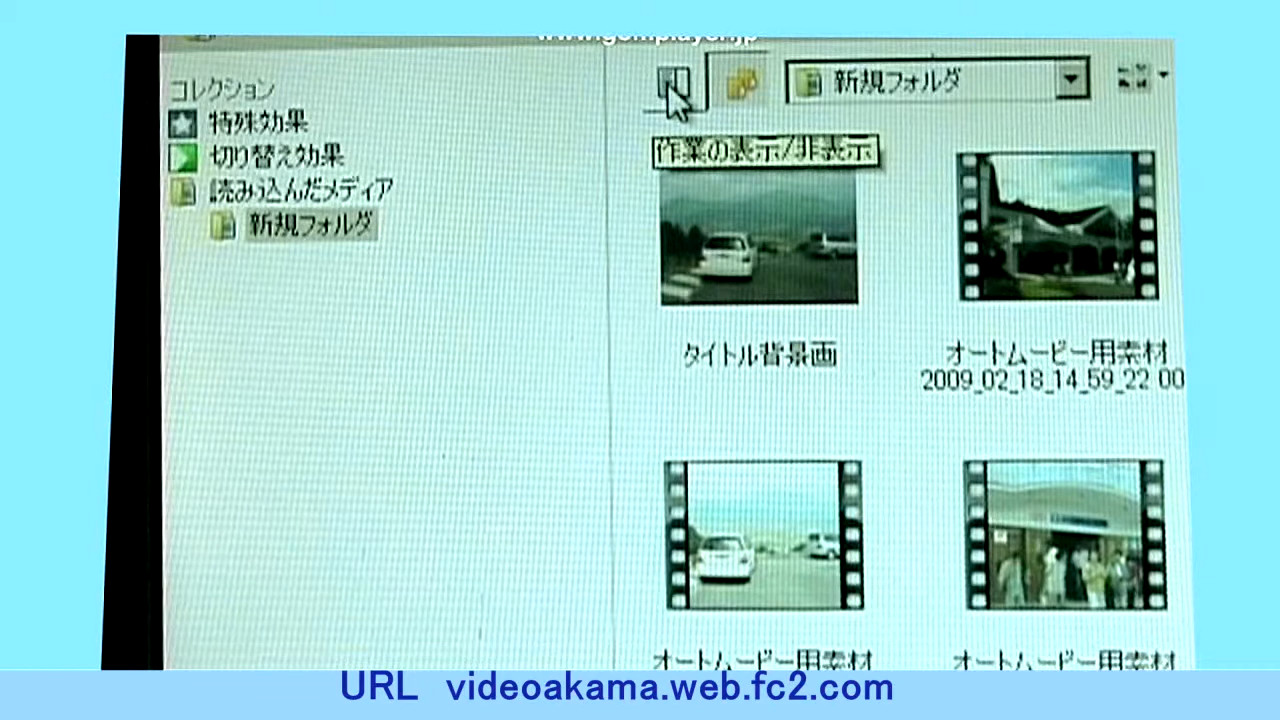 www.gomplayer.jp
コレクション
特殊効果
切り替え効果
読み込んだメディア
新規フォルダ
新規フォルダ
作業の表示/非表示
タイトル背景画
オートムービー用素材
2009_02_18_14_59_22 00
オートムービー用素材
オートムービー用素材
URL videoakama.web.fc2.com